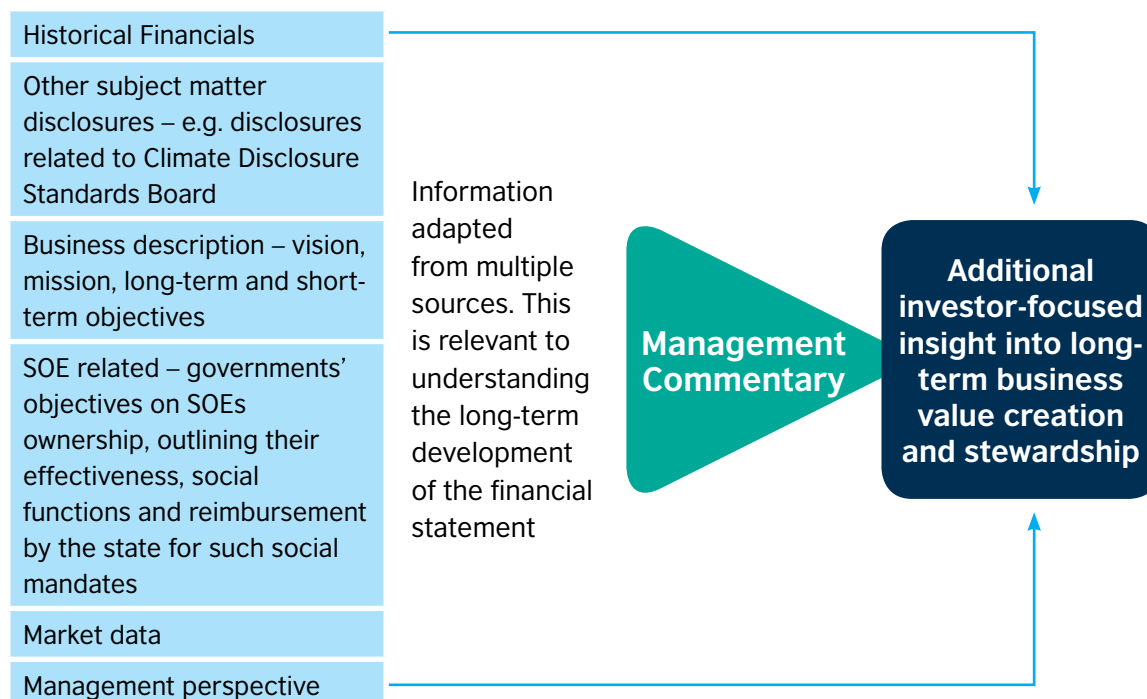 Historical Financials
Other subject matter
disclosures – e.g. disclosures
related to Climate Disclosure
Standards Board
Business description – vision,
mission, long-term and short-
term objectives
SOE related – governments’
objectives on SOEs
ownership, outlining their
effectiveness, social
functions and reimbursement
by the state for such social
mandates
Market data
Management perspective
Information
adapted
from multiple
sources. This
is relevant to
understanding
the long-term
development
of the financial
statement
Management
Commentary
Additional
investor-focused
insight into long-
term business
value creation
and stewardship